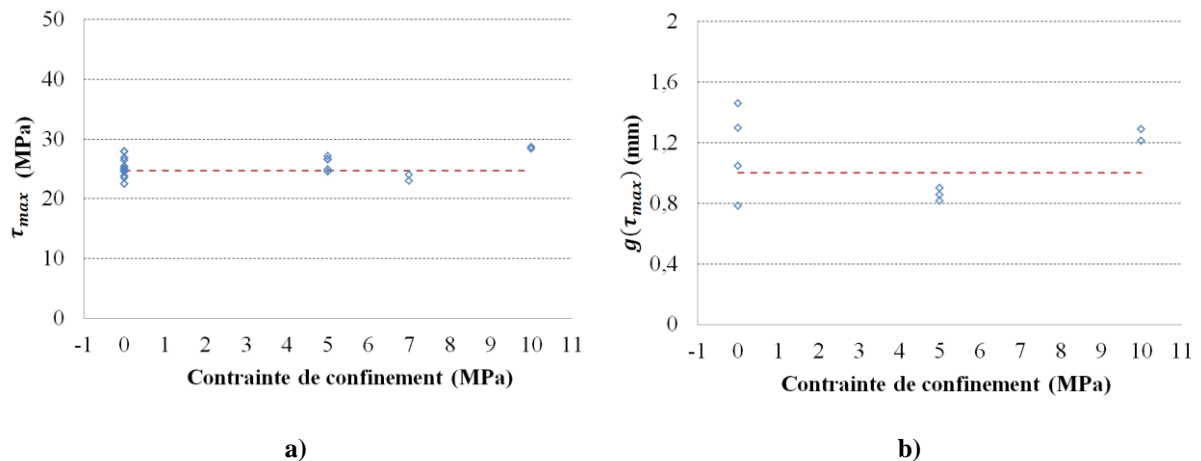 50
40
30
20
10
0
τmax (MPa)
-1 0 1 2 3 4 5 6 7 8 9 10 11
Contrainte de confinement (MPa)
a)
2
1,6
1,2
0,8
0,4
0
g(τmax) (mm)
-1 0 1 2 3 4 5 6 7 8 9 10 11
Contrainte de confinement (MPa)
b)